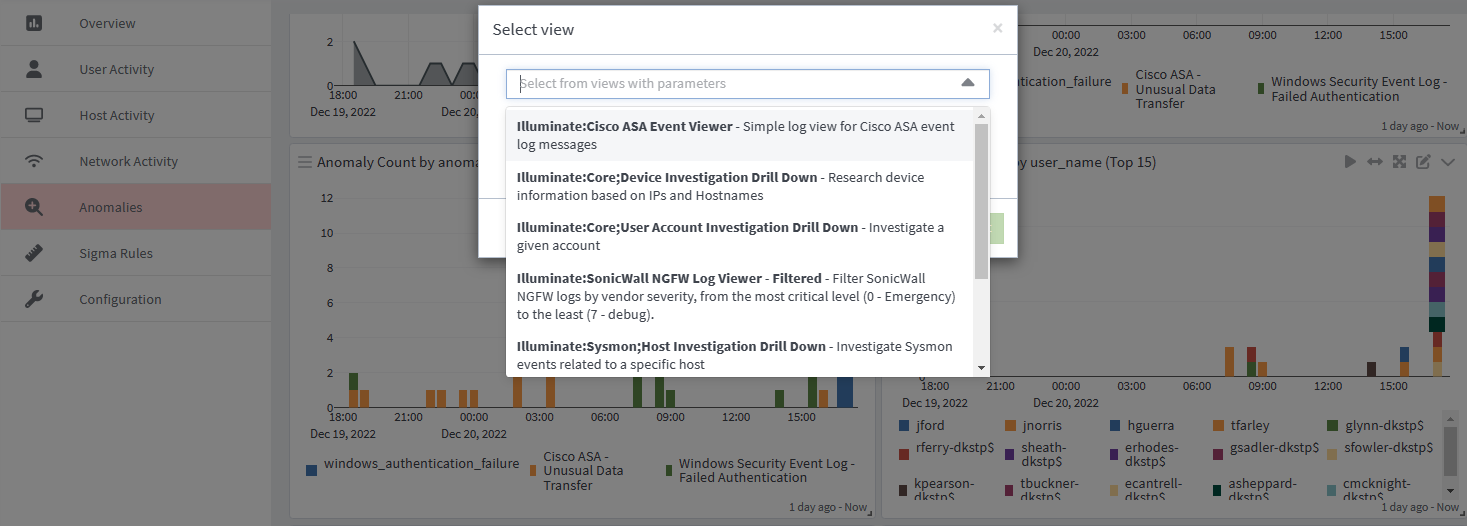 Overview
User Activity
Host Activity
Network Activity
Anomalies
Sigma Rules
Configuration
2
0
18:00
21:00
00:00
Dec 19, 2022
Select view
×
Select from views with parameters
Illuminate:Cisco ASA Event Viewer - Simple log view for Cisco ASA event
log messages
Illuminate:Core;Device Investigation Drill Down - Research device
information based on IPs and Hostnames
Illuminate:Core;User Account Investigation Drill Down - Investigate a
given account
Illuminate:SonicWall NGFW Log Viewer - Filtered - Filter SonicWall
NGFW logs by vendor severity, from the most critical level (0 - Emergency)
to the least (7 - debug).
Illuminate:Sysmon;Host Investigation Drill Down - Investigate Sysmon
events related to a specific host
00:00
03:00
06:00
09:00
12:00
15:00
Dec 20, 2022
ntication_failure
Cisco ASA -
Unusual Data
Transfer
Windows Security Event Log -
Failed Authentication
1 day ago - Now
Anomaly Count by anoma
12
10
8
6
4
2
0
18:00
21:00
00:00
03:00
06:00
09:00
12:00
15:00
Dec 19, 2022
Dec 20, 2022
windows_authentication_failure
Cisco ASA -
Unusual Data
Transfer
Windows Security Event Log -
Failed Authentication
1 day ago - Now
by user_name (Top 15)
18:00
21:00
00:00
03:00
06:00
09:00
12:00
15:00
Dec 19, 2022
Dec 20, 2022
jford
jnorris
hguerra
tfarley
glynn-dkstp$
rferry-dkstp$
sheath-
dkstp$
erhodes-
dkstp$
gsadler-dkstp$
sfowler-dkstp$
kpearson-
dkstp$
tbuckner-
dkstp$
ecantrell-
dkstp$
asheppard-
dkstp$
cmcknight-
dkstp$
1 day ago - Now